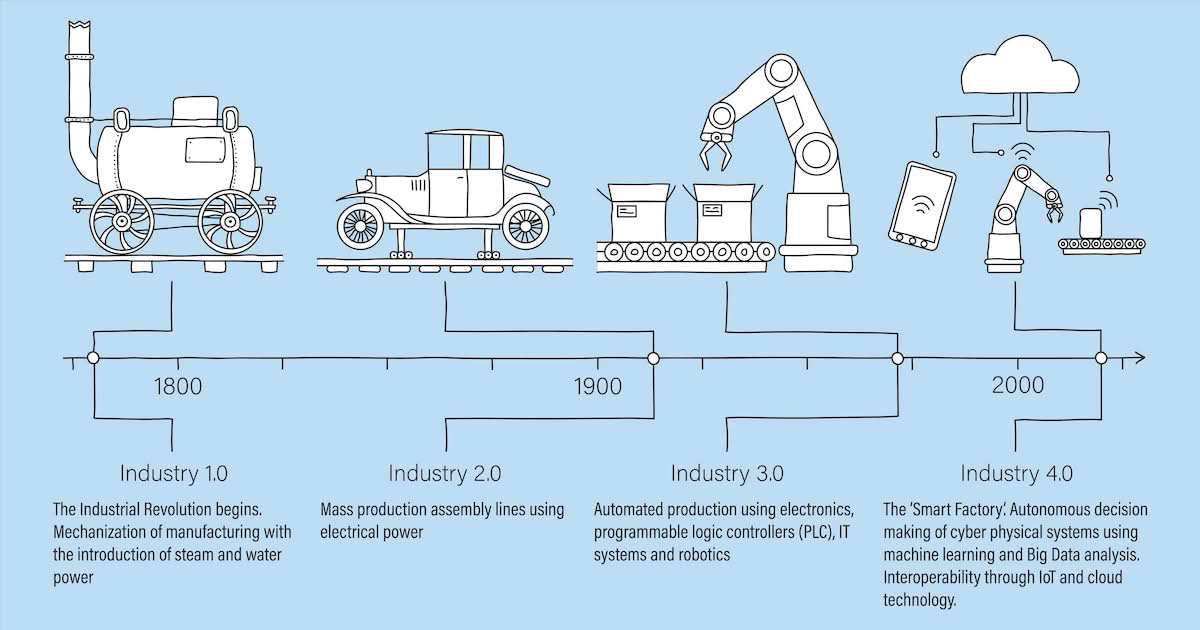 1800
1900
2000
Industry 1.0
The Industrial Revolution begins.
Mechanization of manufacturing with
the introduction of steam and water
power
Industry 2.0
Mass production assembly lines using
electrical power
Industry 3.0
Automated production using electronics,
programmable logic controllers (PLC), IT
systems and robotics
Industry 4.0
The ‘Smart Factory’. Autonomous decision
making of cyber physical systems using
machine learning and Big Data analysis.
Interoperability through IoT and cloud
technology.